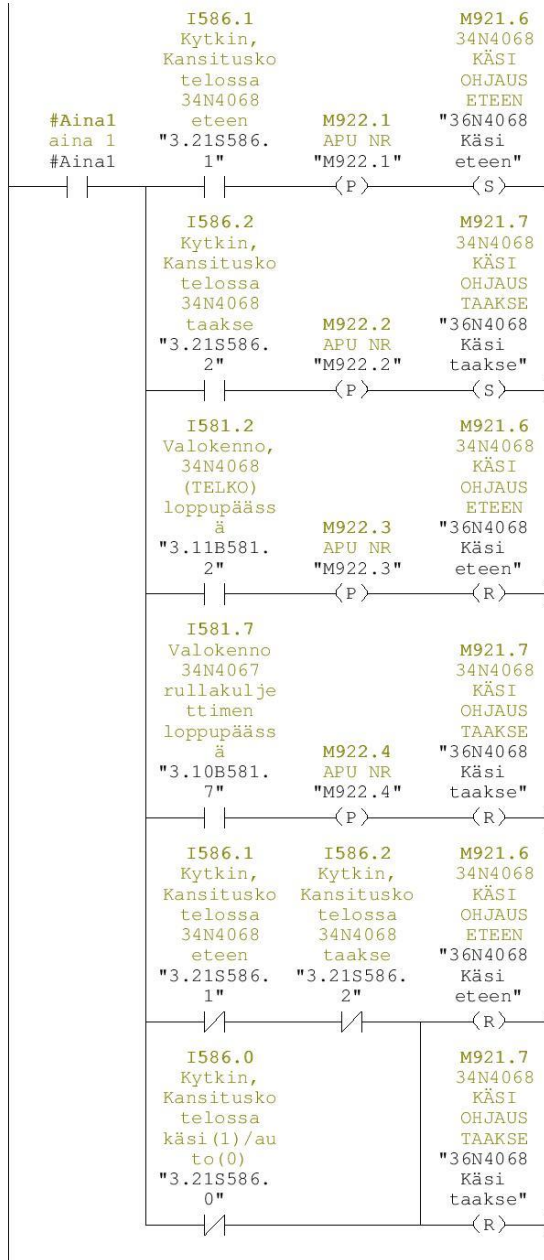 #Aina1
aina 1
#Aina1
I586.1
Kytkin,
Kansitusko
telossa
34N4068
eteen
"3.21S586.
1"
M922.1
APU NR
"M922.1"
(P)
M921.6
34N4068
KÄSI
OHJAUS
ETEEN
"36N4068
Käsi
eteen"
(S)
I586.2
Kytkin,
Kansitusko
telossa
34N4068
taakse
"3.21S586.
2"
M922.2
APU NR
"M922.2"
(P)
M921.7
34N4068
KÄSI
OHJAUS
TAAKSE
"36N4068
Käsi
taakse"
(S)
I581.2
Valokenno,
34N4068
(TELKO)
loppupääss
ä
"3.11B581.
2"
M922.3
APU NR
"M922.3"
(P)
M921.6
34N4068
KÄSI
OHJAUS
ETEEN
"36N4068
Käsi
eteen"
(R)
I581.7
Valokenno
34N4067
rullakulje
ttimen
loppupääss
ä
"3.10B581.
7"
M922.4
APU NR
"M922.4"
(P)
M921.7
34N4068
KÄSI
OHJAUS
TAAKSE
"36N4068
Käsi
taakse"
(R)
I586.1
Kytkin,
Kansitusko
telossa
34N4068
eteen
"3.21S586.
1"
I586.2
Kytkin,
Kansitusko
telossa
34N4068
taakse
"3.21S586.
2"
M921.6
34N4068
KÄSI
OHJAUS
ETEEN
"36N4068
Käsi
eteen"
(R)
I586.0
Kytkin,
Kansitusko
telossa
käsi(1)/au
to(0)
"3.21S586.
0"
M921.7
34N4068
KÄSI
OHJAUS
TAAKSE
"36N4068
Käsi
taakse"
(R)